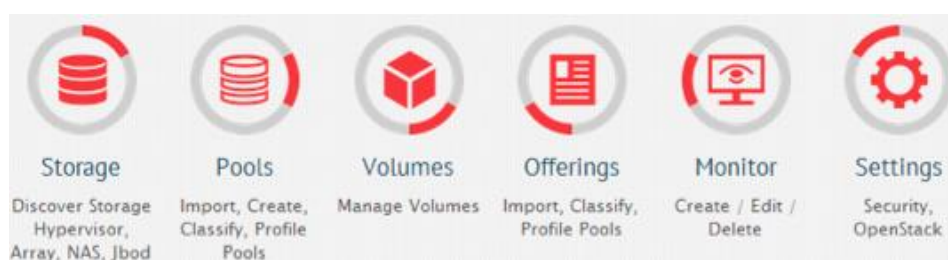 Storage
Discover Storage
Hypervisor,
Array, NAS, Jbod
Pools
Import, Create,
Classify, Profile
Pools
Volumes
Manage Volumes
Offerings
Import, Classify,
Profile Pools
Monitor
Create / Edit /
Delete
Settings
Security,
OpenStack